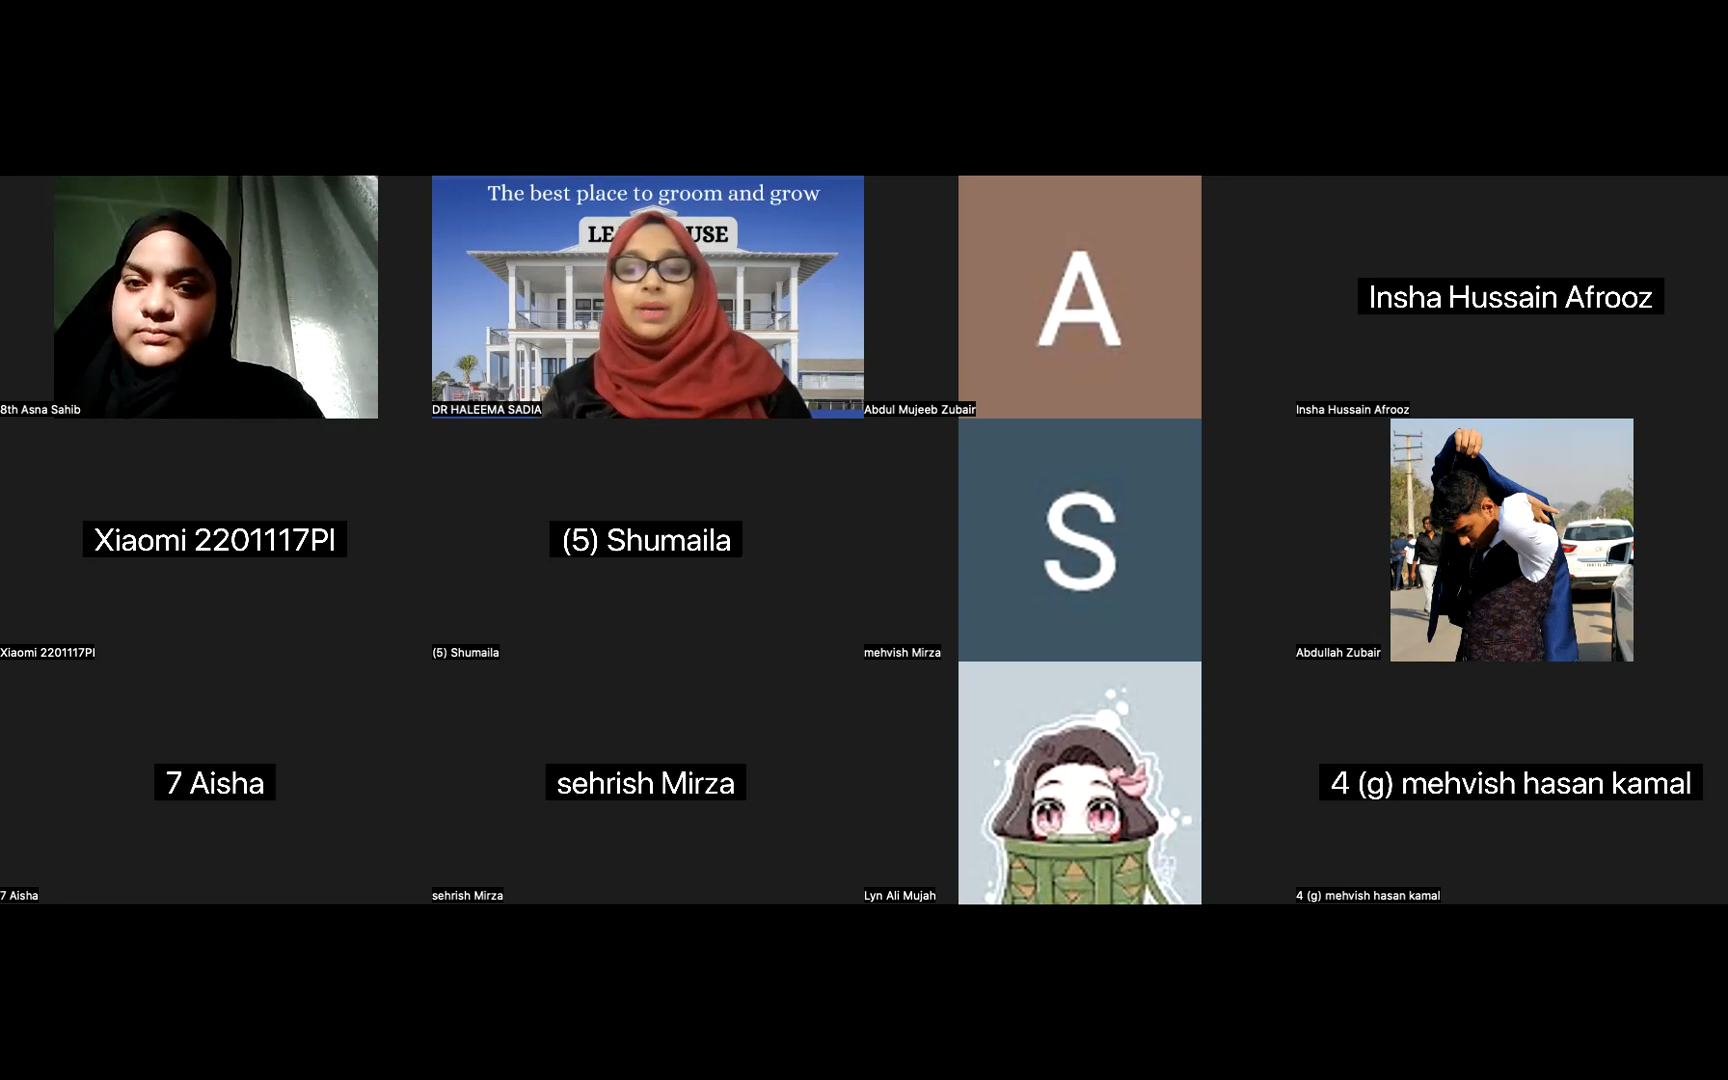 The best place to groom and grow
LE USE
8th Asna Sahib
DR HALEEMA SADIA
A
Abdul Mujeeb Zubair
Insha Hussain Afrooz
Insha Hussain Afrooz
Xiaomi 2201117PI
Xiaomi 2201117PI
(5) Shumaila
(5) Shumaila
S
mehvish Mirza
Abdullah Zubair
7 Aisha
7 Aisha
sehrish Mirza
sehrish Mirza
Lyn Ali Mujah
4 (g) mehvish hasan kamal
4 (g) mehvish hasan kamal